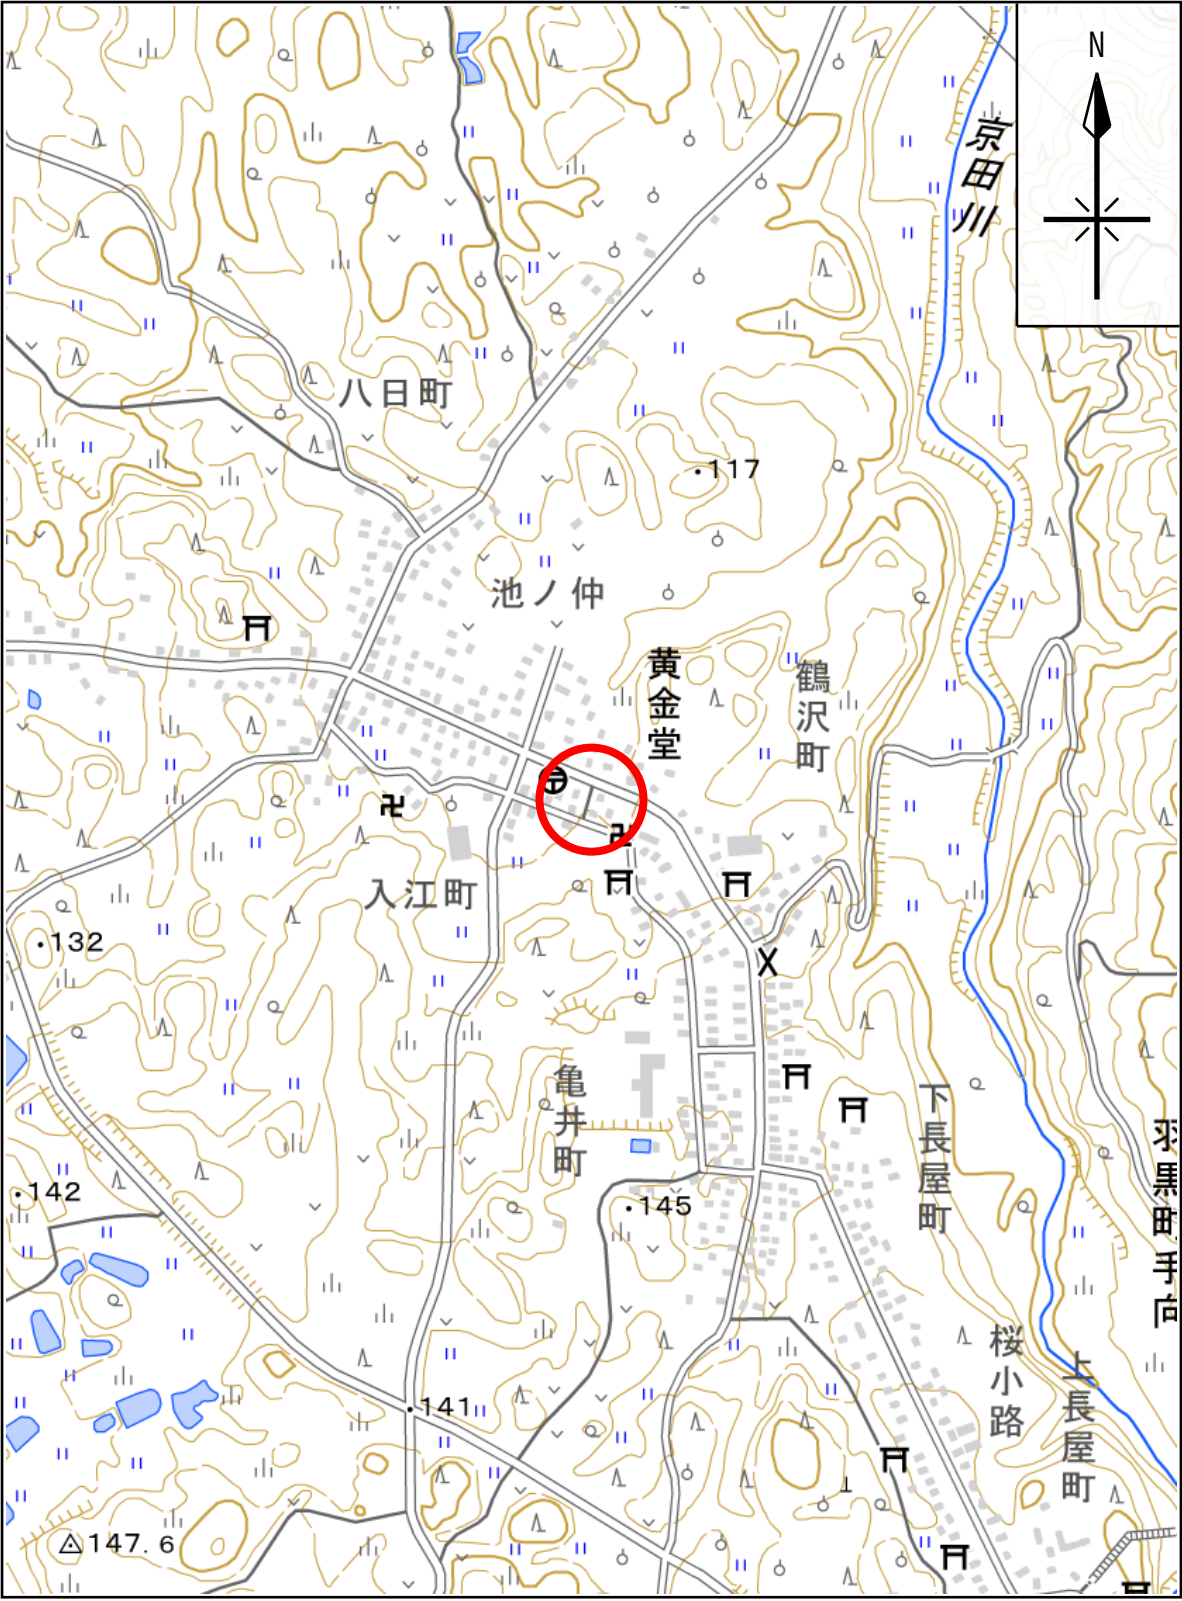 N
京田川
八日町
117
池ノ仲
黄金堂
鶴沢町
入江町
132
亀井町
下長屋町
羽黒町手向
142
145
桜小路
上長屋町
141
147.6